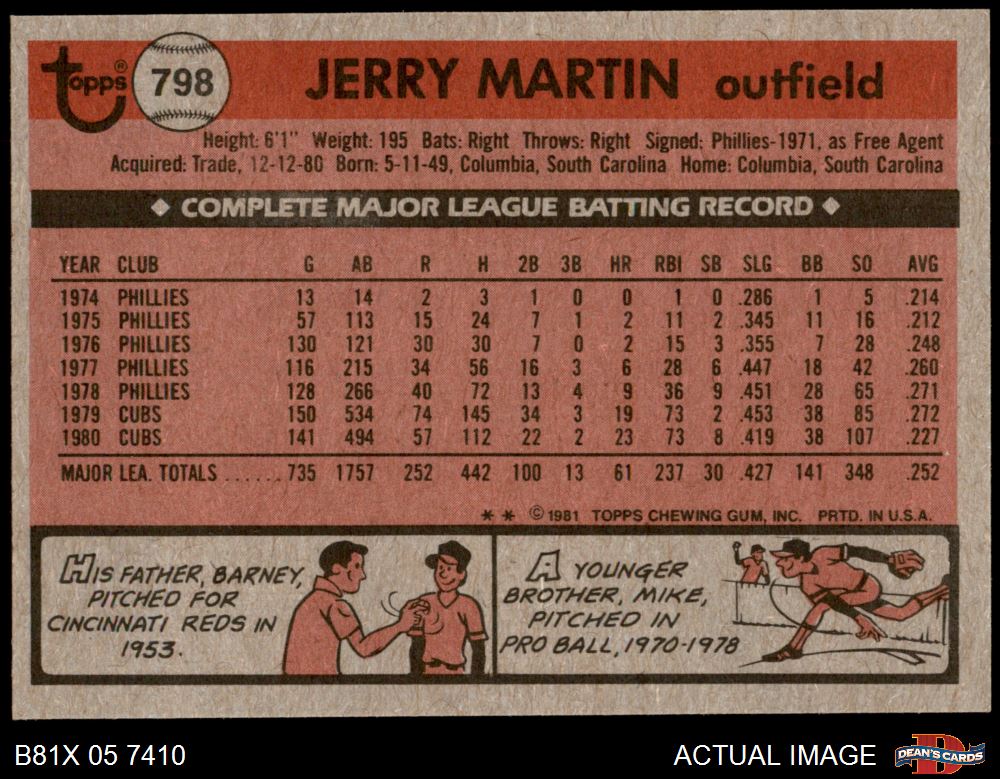 topps® 798 JERRY MARTIN outfield
Height: 6'1" Weight: 195 Bats: Right Throws: Right Signed: Phillies-1971, as Free Agent
Acquired: Trade, 12-12-80 Born: 5-11-49, Columbia, South Carolina Home: Columbia, South Carolina
◆ COMPLETE MAJOR LEAGUE BATTING RECORD ◆
YEAR CLUB G AB R H 2B 3B HR RBI SB SLG BB SO AVG
1974 PHILLIES 13 14 2 3 1 0 0 1 0 .286 1 5 .214
1975 PHILLIES 57 113 15 24 7 1 2 11 2 .345 11 16 .212
1976 PHILLIES 130 121 30 30 7 0 2 15 3 .355 7 28 .248
1977 PHILLIES 116 215 34 56 16 3 6 28 6 .447 18 42 .260
1978 PHILLIES 128 266 40 72 13 4 9 36 9 .451 28 65 .271
1979 CUBS 150 534 74 145 34 3 19 73 2 .453 38 85 .272
1980 CUBS 141 494 57 112 22 2 23 73 8 .419 38 107 .227
MAJOR LEA. TOTALS ...... 735 1757 252 442 100 13 61 237 30 .427 141 348 .252
* * © 1981 TOPPS CHEWING GUM, INC. PRTD. IN U.S.A.
HIS FATHER, BARNEY,
PITCHED FOR
CINCINNATI REDS IN
1953.
A YOUNGER
BROTHER, MIKE,
PITCHED IN
PRO BALL, 1970-1978
B81X 05 7410 ACTUAL IMAGE DEAN'S CARDS